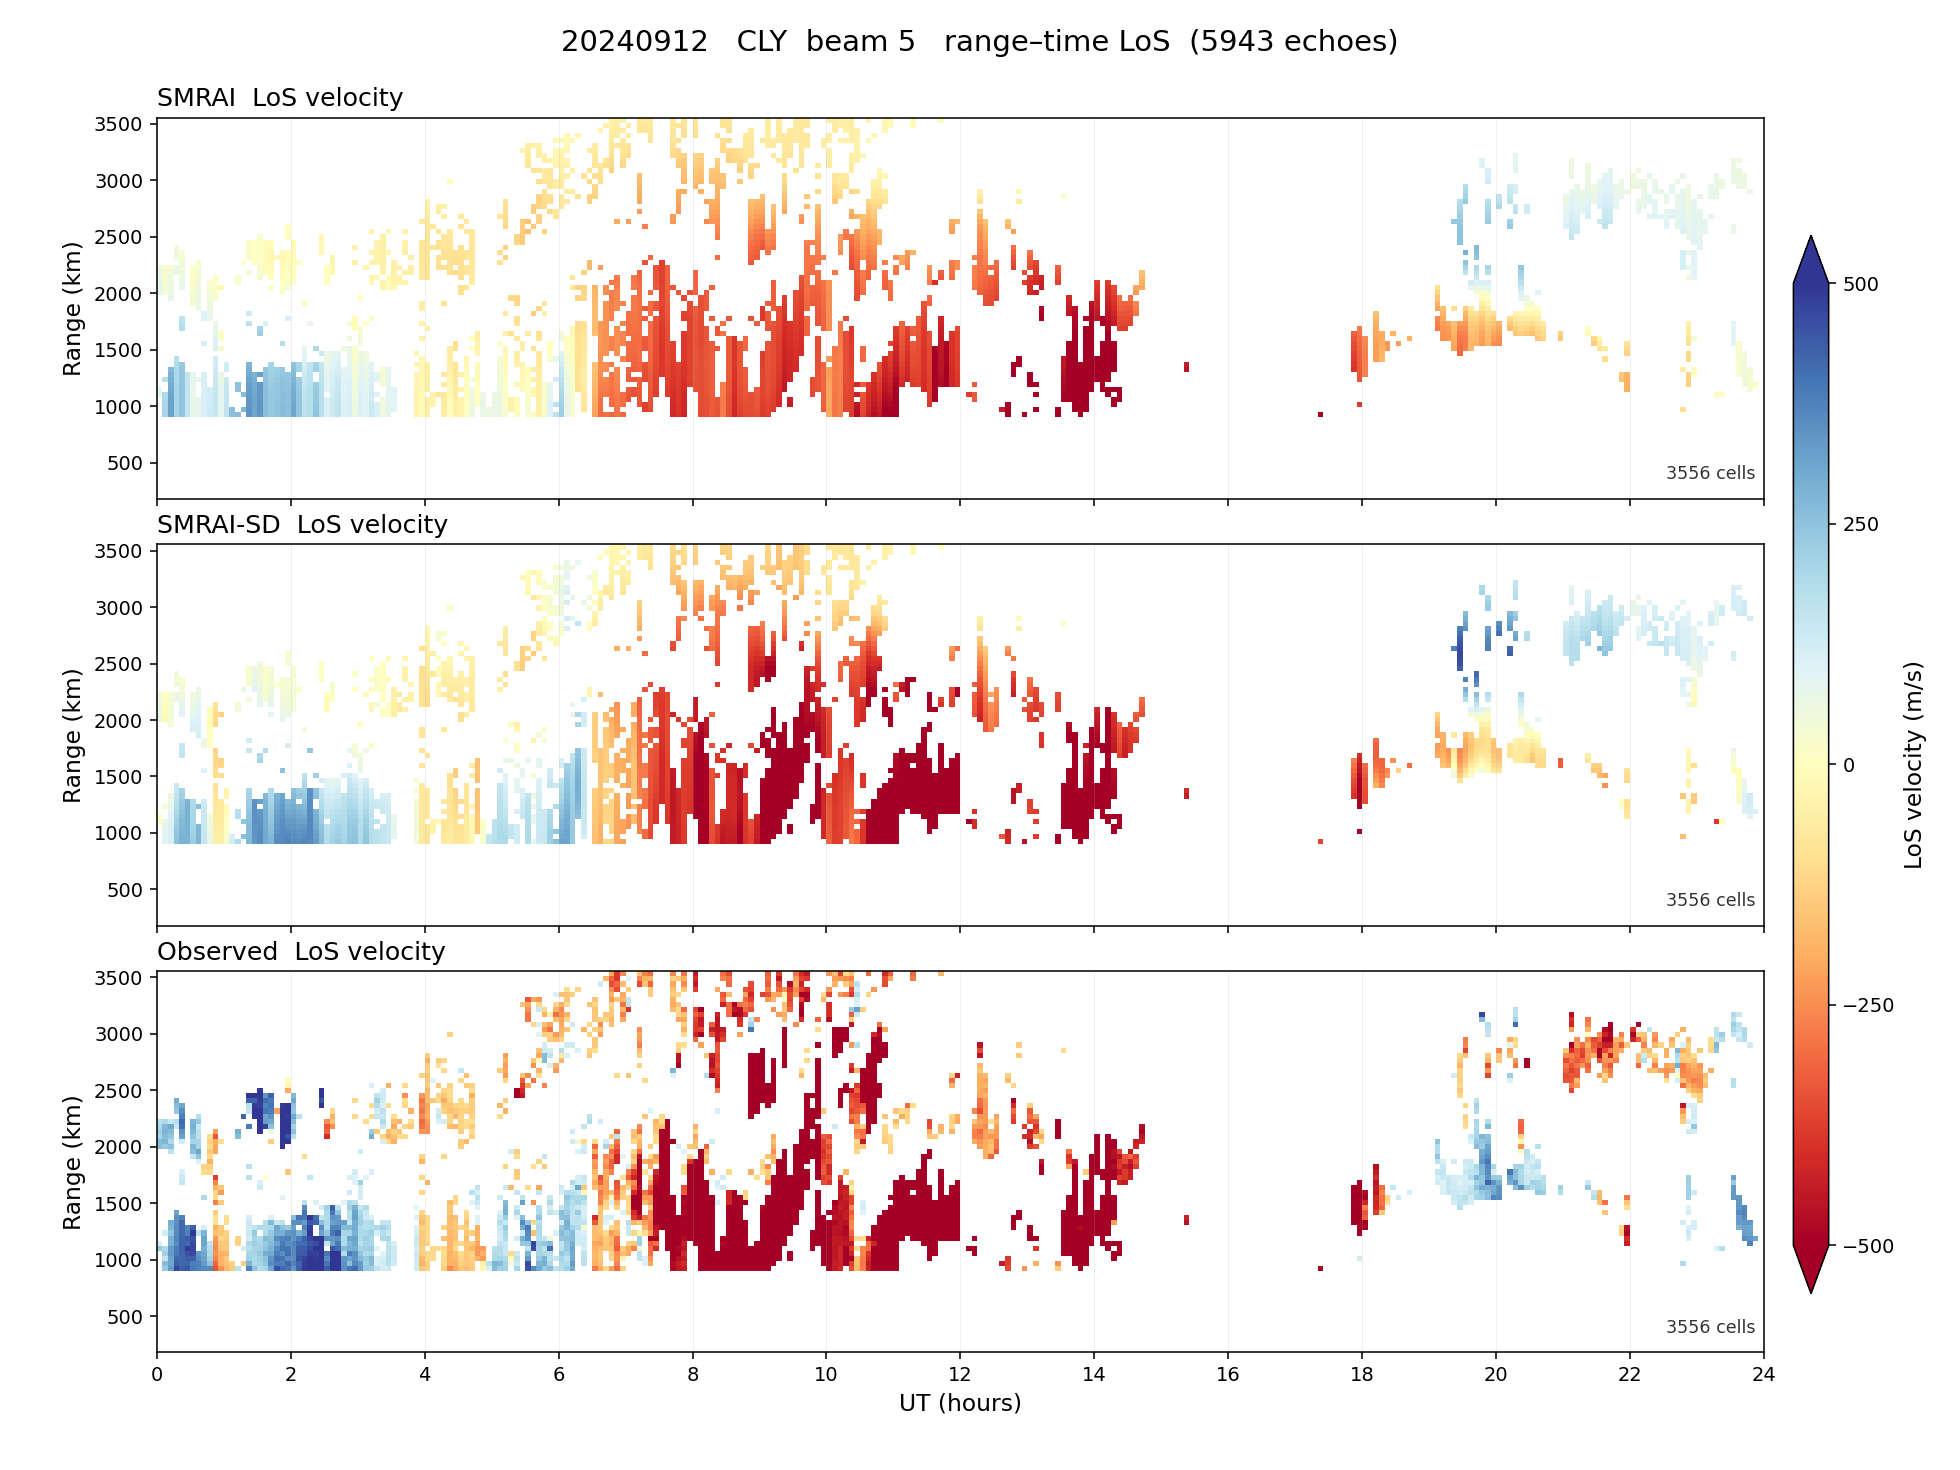 20240912   CLY  beam 5   range–time LoS  (5943 echoes)
SMRAI  LoS velocity
3500
3000
2500
2000
1500
1000
500
Range (km)
3556 cells
SMRAI-SD  LoS velocity
3500
3000
2500
2000
1500
1000
500
Range (km)
3556 cells
Observed  LoS velocity
3500
3000
2500
2000
1500
1000
500
Range (km)
3556 cells
0 2 4 6 8 10 12 14 16 18 20 22 24
UT (hours)
500
250
0
−250
−500
LoS velocity (m/s)